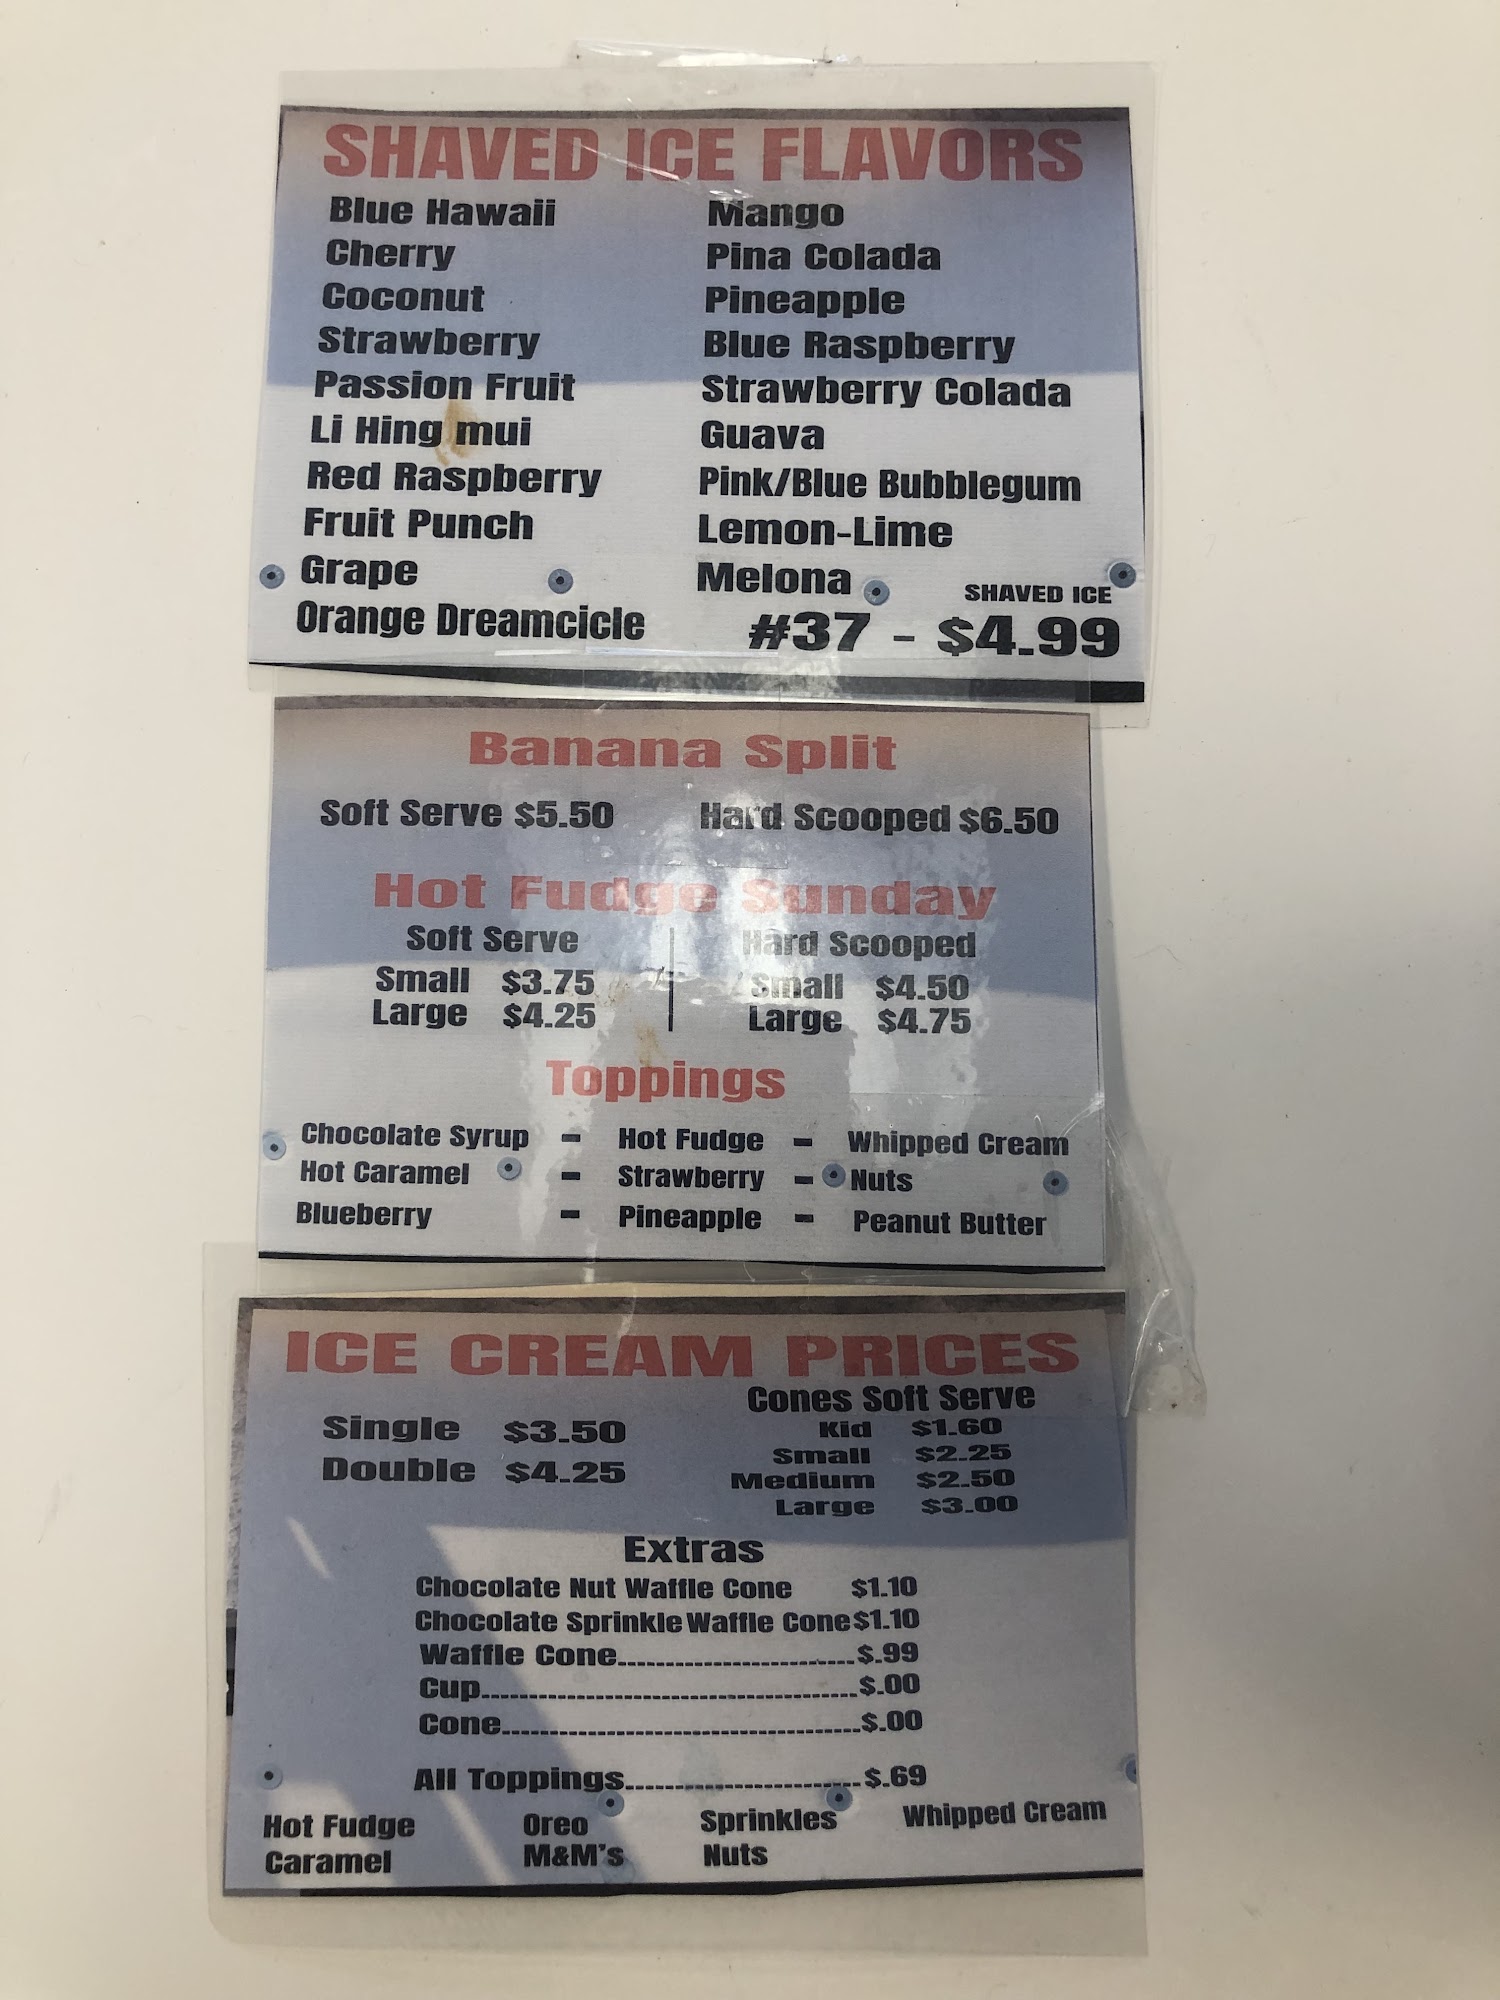 SHAVED ICE FLAVORS
Blue Hawaii
Cherry
Coconut
Strawberry
Passion Fruit
Li Hing mui
Red Raspberry
Fruit Punch
Grape
Orange Dreamcicle
Mango
Pina Colada
Pineapple
Blue Raspberry
Strawberry Colada
Guava
Pink/Blue Bubblegum
Lemon-Lime
Melona
SHAVED ICE
#37 - $4.99
Banana Split
Soft Serve $5.50 Hard Scooped $6.50
Hot Fudge Sunday
Soft Serve
Small $3.75
Large $4.25
Hard Scooped
Small $4.50
Large $4.75
Toppings
Chocolate Syrup - Hot Fudge - Whipped Cream
Hot Caramel - Strawberry - Nuts
Blueberry - Pineapple - Peanut Butter
ICE CREAM PRICES
Single $3.50
Double $4.25
Cones Soft Serve
Kid $1.60
Small $2.25
Medium $2.50
Large $3.00
Extras
Chocolate Nut Waffle Cone $1.10
Chocolate Sprinkle Waffle Cone $1.10
Waffle Cone..............................$.99
Cup..............................................$.00
Cone............................................$.00
All Toppings.............................$.69
Hot Fudge Oreo Sprinkles Whipped Cream
Caramel M&M's Nuts